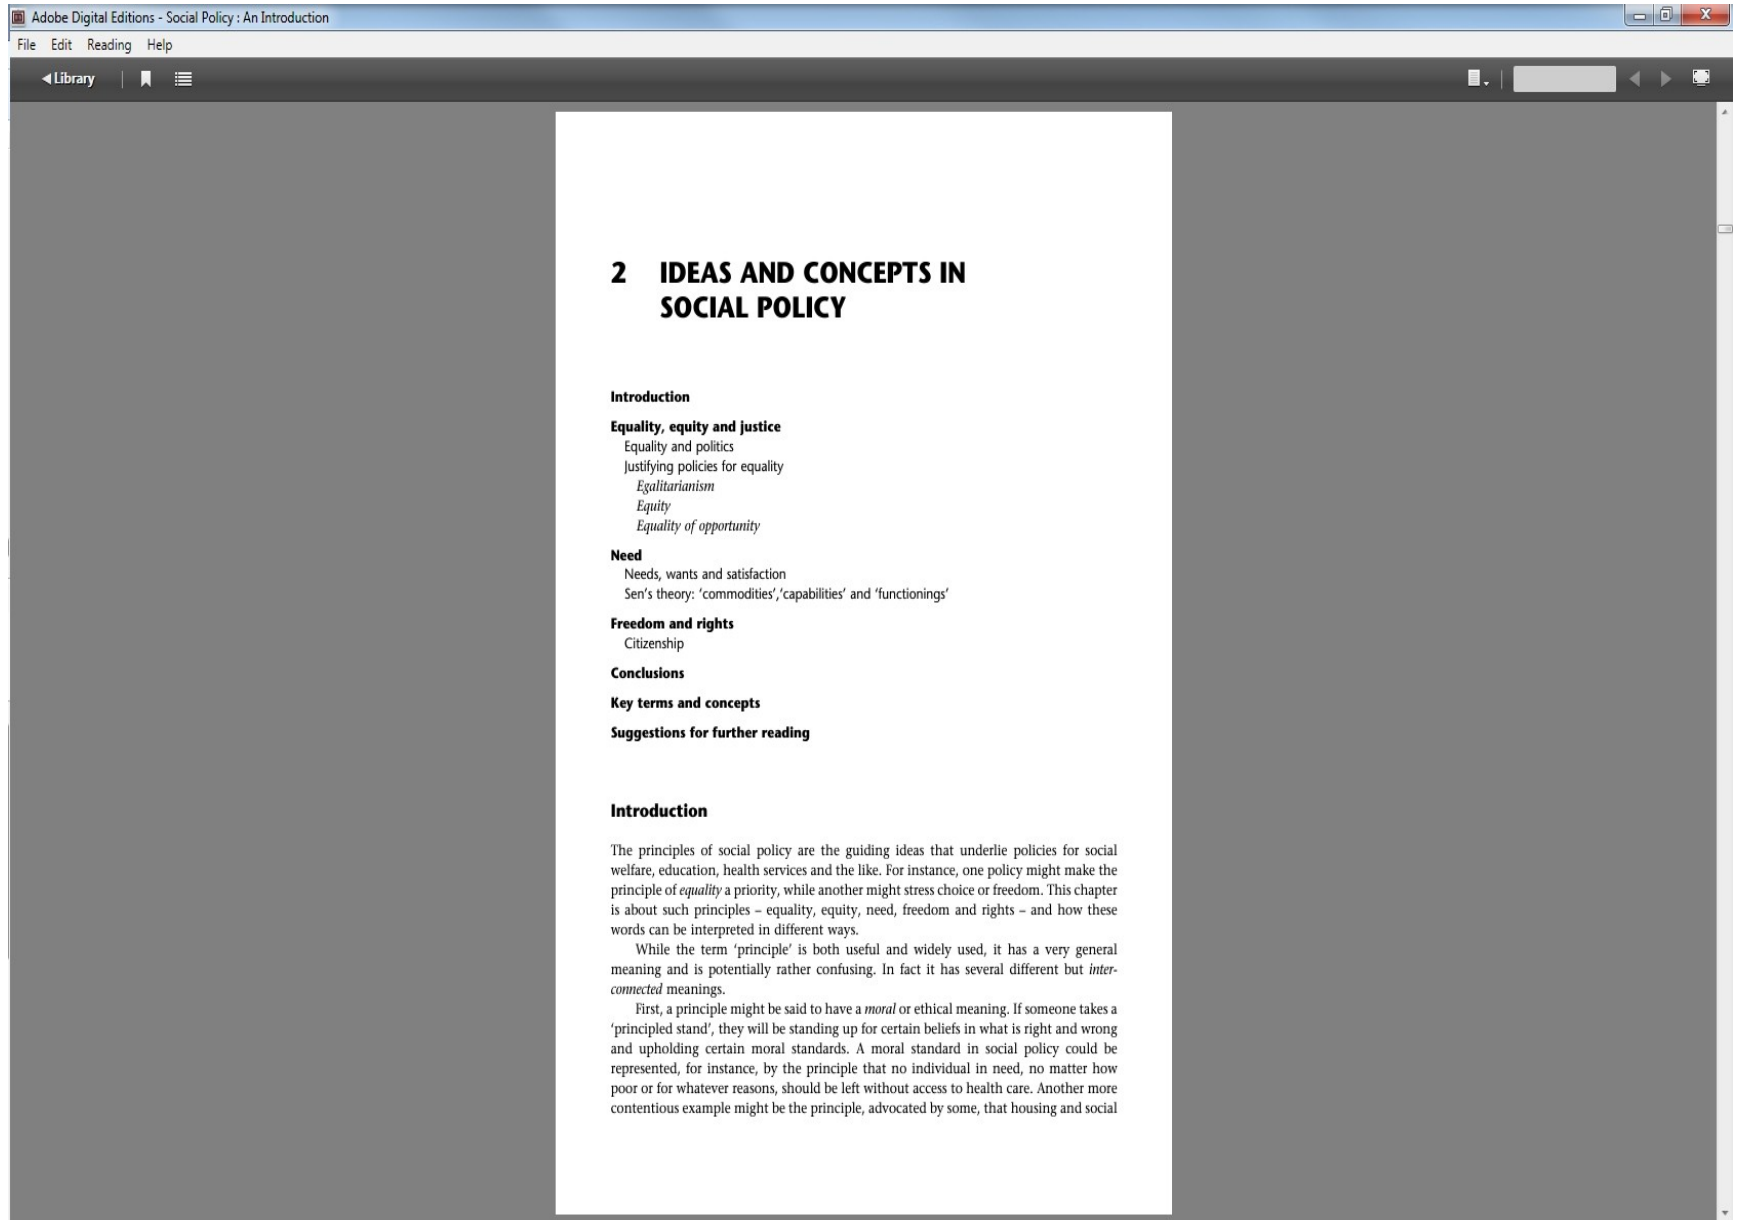 Adobe Digital Editions - Social Policy : An Introduction
File Edit Reading Help
Library
2 IDEAS AND CONCEPTS IN
SOCIAL POLICY
Introduction
Equality, equity and justice
Equality and politics
Justifying policies for equality
Egalitarianism
Equity
Equality of opportunity
Need
Needs, wants and satisfaction
Sen's theory: 'commodities','capabilities' and 'functionings'
Freedom and rights
Citizenship
Conclusions
Key terms and concepts
Suggestions for further reading
Introduction
The principles of social policy are the guiding ideas that underlie policies for social
welfare, education, health services and the like. For instance, one policy might make the
principle of equality a priority, while another might stress choice or freedom. This chapter
is about such principles – equality, equity, need, freedom and rights – and how these
words can be interpreted in different ways.
While the term 'principle' is both useful and widely used, it has a very general
meaning and is potentially rather confusing. In fact it has several different but inter-
connected meanings.
First, a principle might be said to have a moral or ethical meaning. If someone takes a
'principled stand', they will be standing up for certain beliefs in what is right and wrong
and upholding certain moral standards. A moral standard in social policy could be
represented, for instance, by the principle that no individual in need, no matter how
poor or for whatever reasons, should be left without access to health care. Another more
contentious example might be the principle, advocated by some, that housing and social